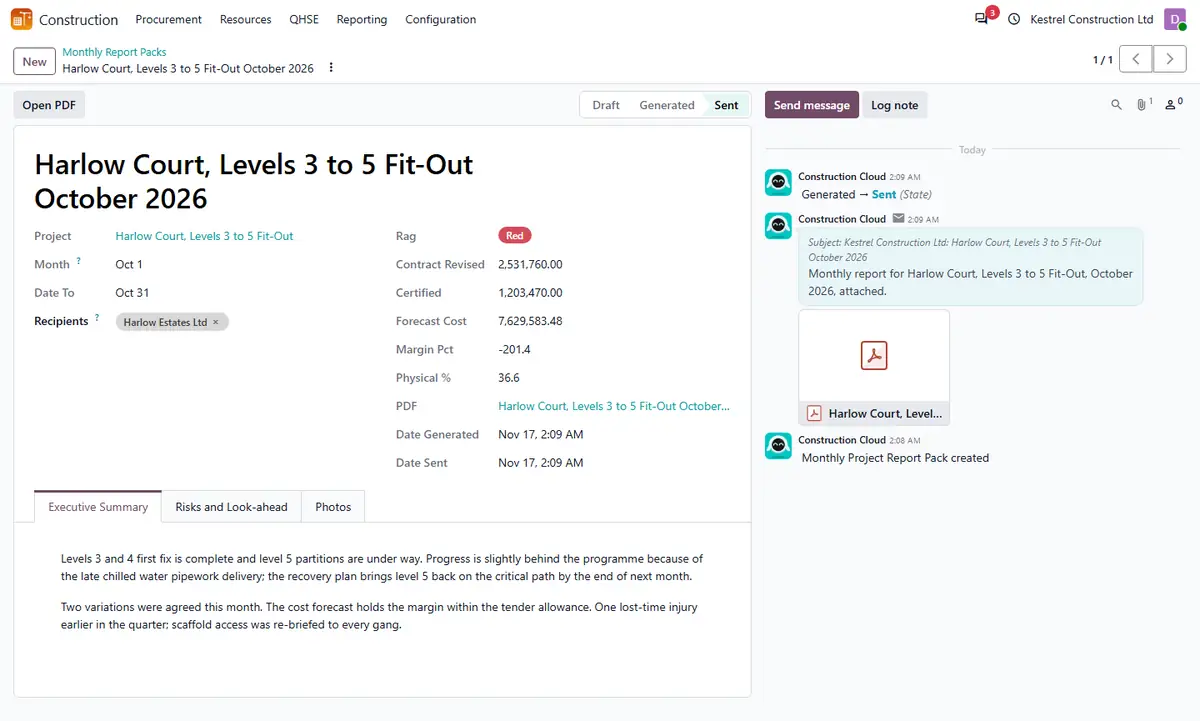 Construction Procurement Resources QHSE Reporting Configuration 3 Kestrel Construction Ltd D
New Monthly Report Packs
Harlow Court, Levels 3 to 5 Fit-Out October 2026
1 / 1
Open PDF Draft Generated Sent Send message Log note 1 0
Harlow Court, Levels 3 to 5 Fit-Out
October 2026
Project Harlow Court, Levels 3 to 5 Fit-Out
Month ? Oct 1
Date To Oct 31
Recipients ? Harlow Estates Ltd ×
Rag Red
Contract Revised 2,531,760.00
Certified 1,203,470.00
Forecast Cost 7,629,583.48
Margin Pct -201.4
Physical % 36.6
PDF Harlow Court, Levels 3 to 5 Fit-Out October...
Date Generated Nov 17, 2:09 AM
Date Sent Nov 17, 2:09 AM
Executive Summary Risks and Look-ahead Photos
Levels 3 and 4 first fix is complete and level 5 partitions are under way. Progress is slightly behind the programme because of
the late chilled water pipework delivery; the recovery plan brings level 5 back on the critical path by the end of next month.
Two variations were agreed this month. The cost forecast holds the margin within the tender allowance. One lost-time injury
earlier in the quarter; scaffold access was re-briefed to every gang.
Today
Construction Cloud 2:09 AM
Generated → Sent (State)
Construction Cloud 2:09 AM
Subject: Kestrel Construction Ltd: Harlow Court, Levels 3 to 5 Fit-Out
October 2026
Monthly report for Harlow Court, Levels 3 to 5 Fit-Out, October
2026, attached.
Harlow Court, Level...
Construction Cloud 2:08 AM
Monthly Project Report Pack created